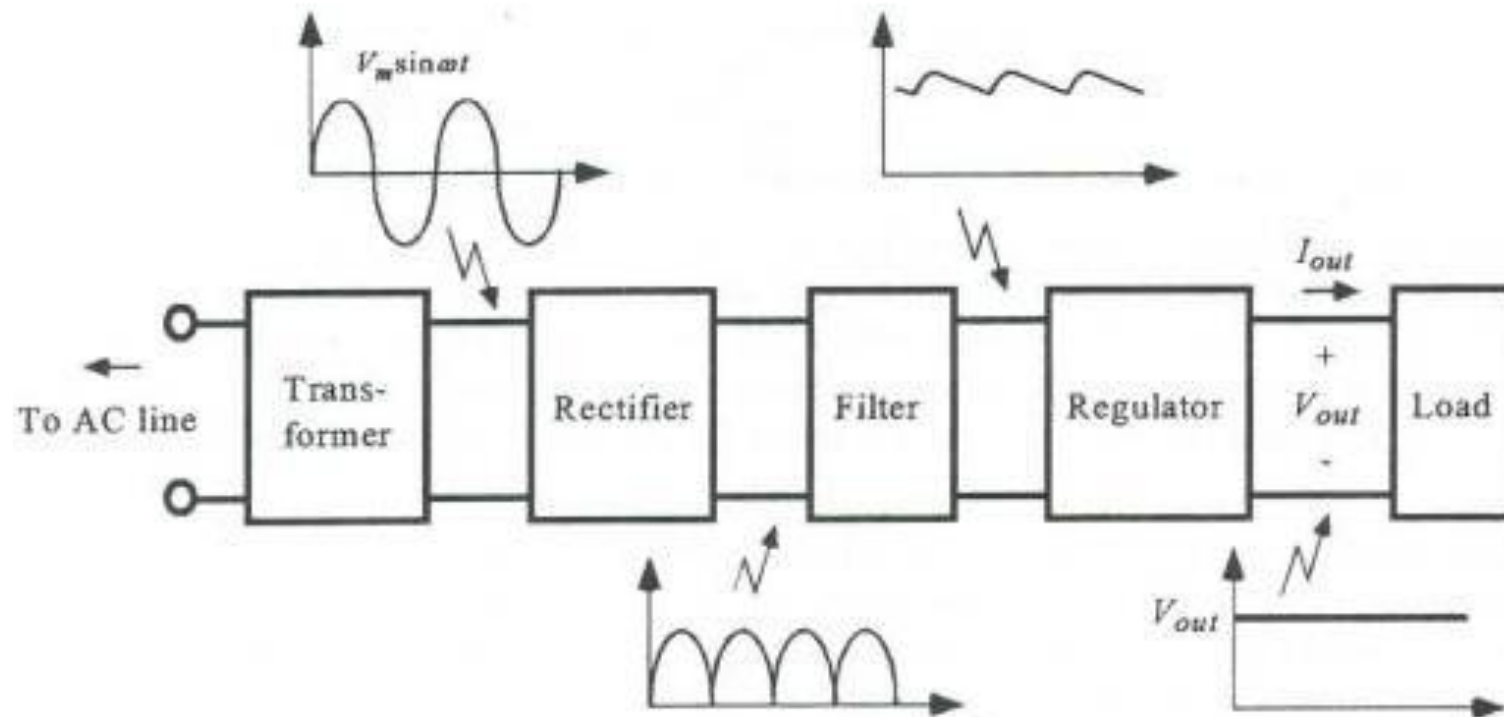 V_m sin ωt
I_out
To AC line
Trans-
former
Rectifier
Filter
Regulator
+
V_out
-
Load
V_out